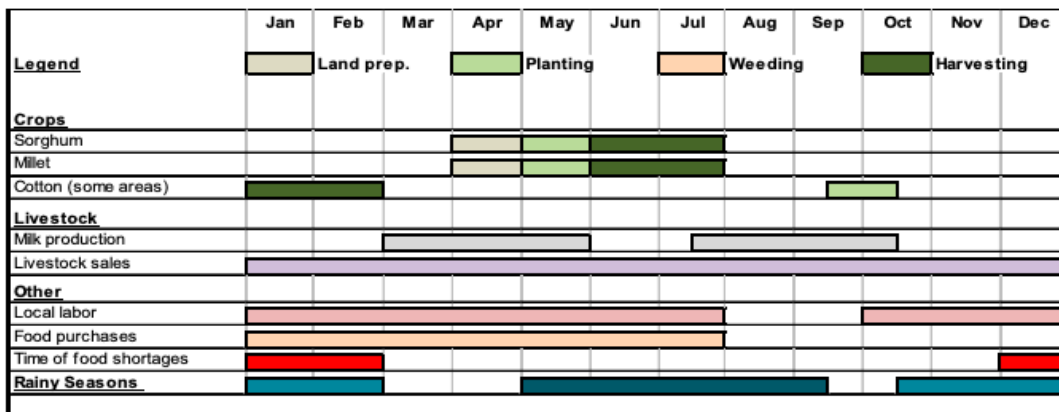 Jan Feb Mar Apr May Jun Jul Aug Sep Oct Nov Dec
Legend Land prep. Planting Weeding Harvesting
Crops
Sorghum
Millet
Cotton (some areas)
Livestock
Milk production
Livestock sales
Other
Local labor
Food purchases
Time of food shortages
Rainy Seasons